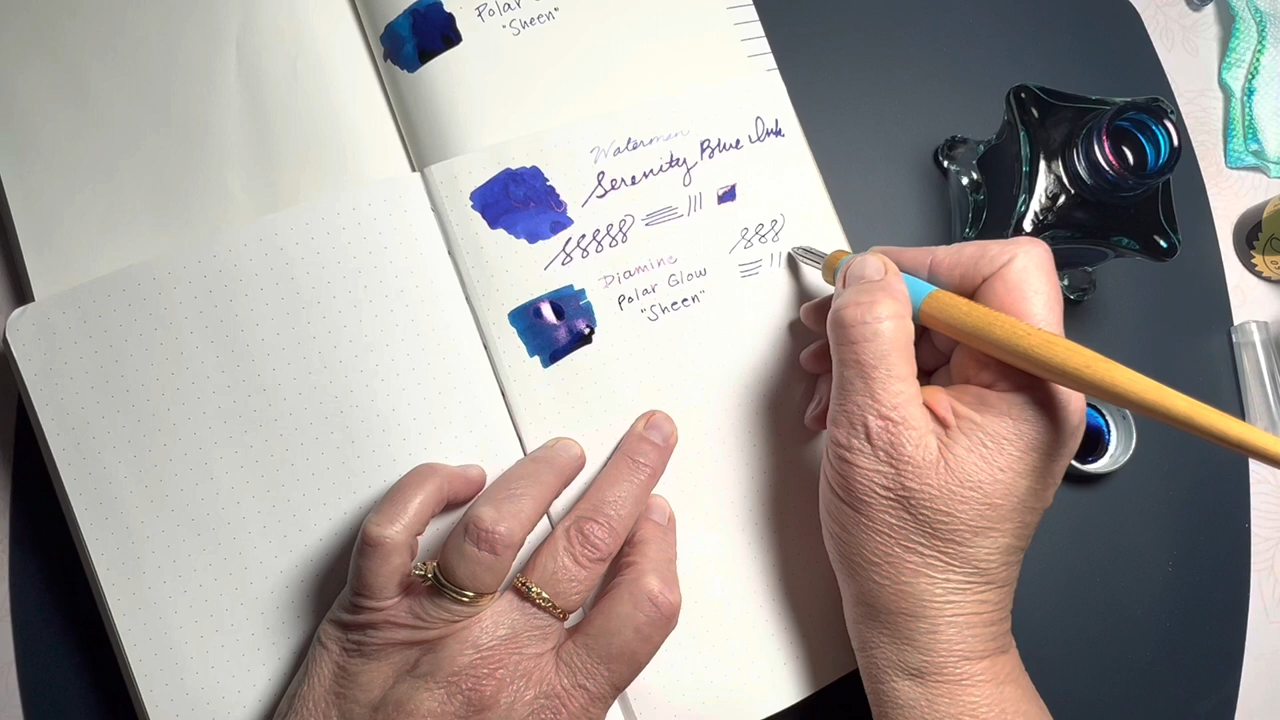 Polar
"Sheen"
Waterman
Serenity Blue Ink
Diamine
Polar Glow
"Sheen"